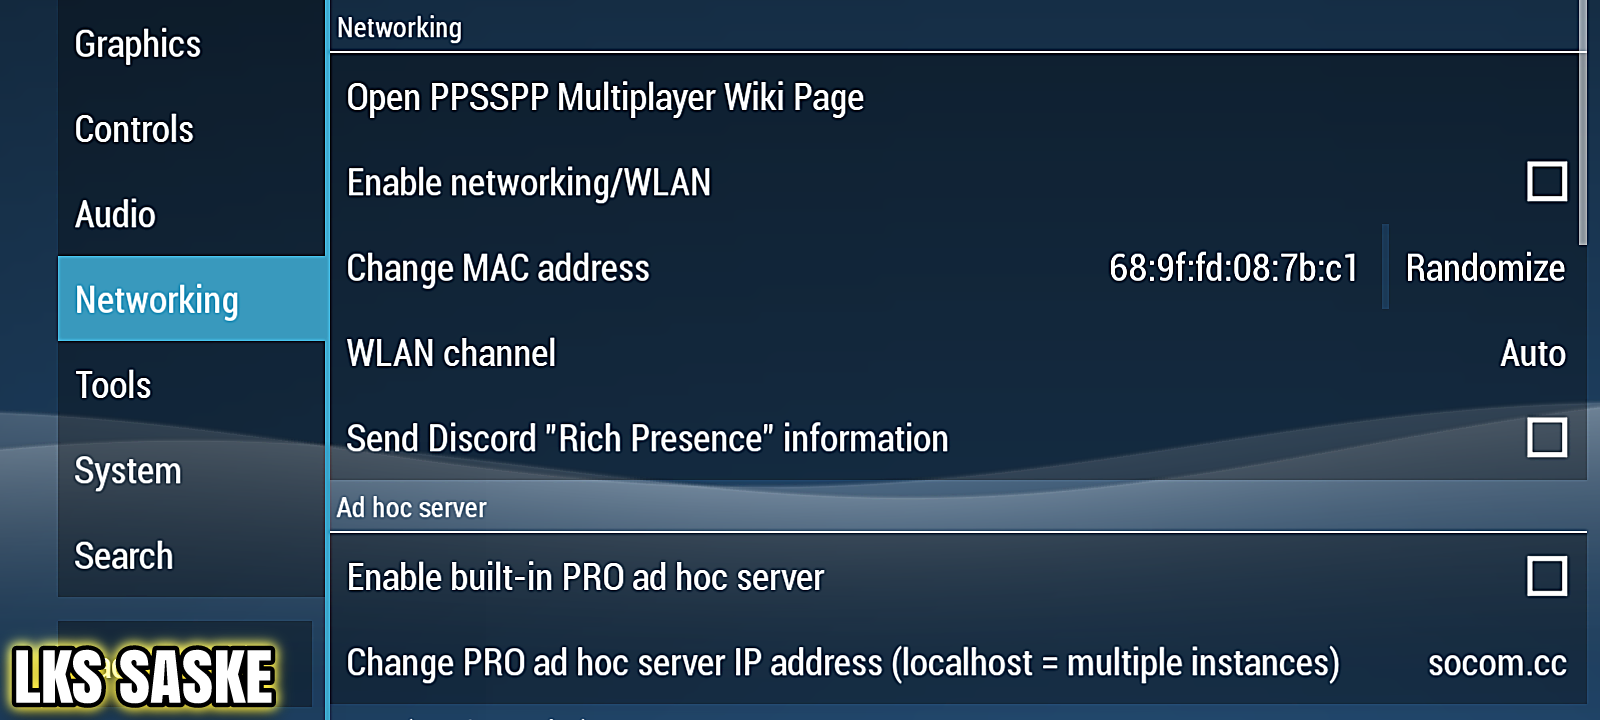 Graphics
Controls
Audio
Networking
Tools
System
Search
LKS SASKE
Networking
Open PPSSPP Multiplayer Wiki Page
Enable networking/WLAN
Change MAC address 68:9f:fd:08:7b:c1 Randomize
WLAN channel Auto
Send Discord "Rich Presence" information
Ad hoc server
Enable built-in PRO ad hoc server
Change PRO ad hoc server IP address (localhost = multiple instances) socom.cc